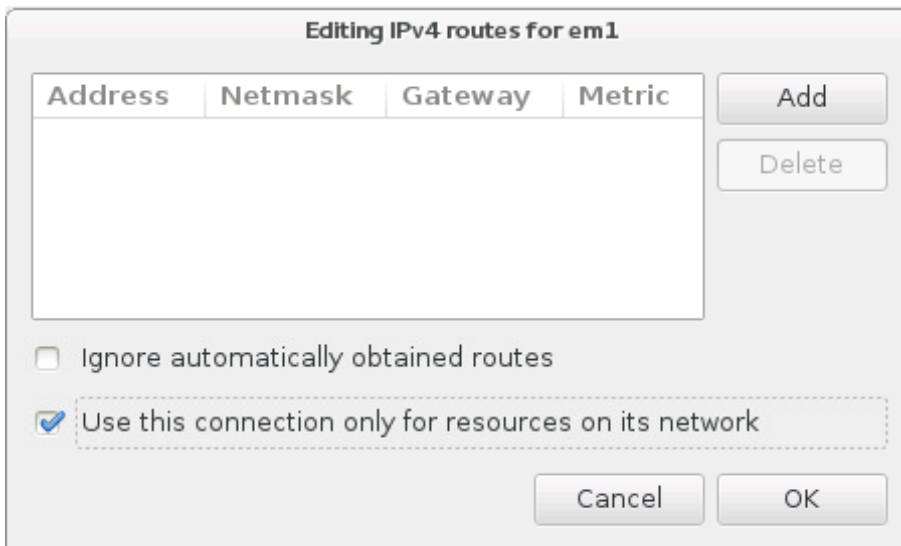 Editing IPv4 routes for em1
Address Netmask Gateway Metric
Add
Delete
Ignore automatically obtained routes
Use this connection only for resources on its network
Cancel OK